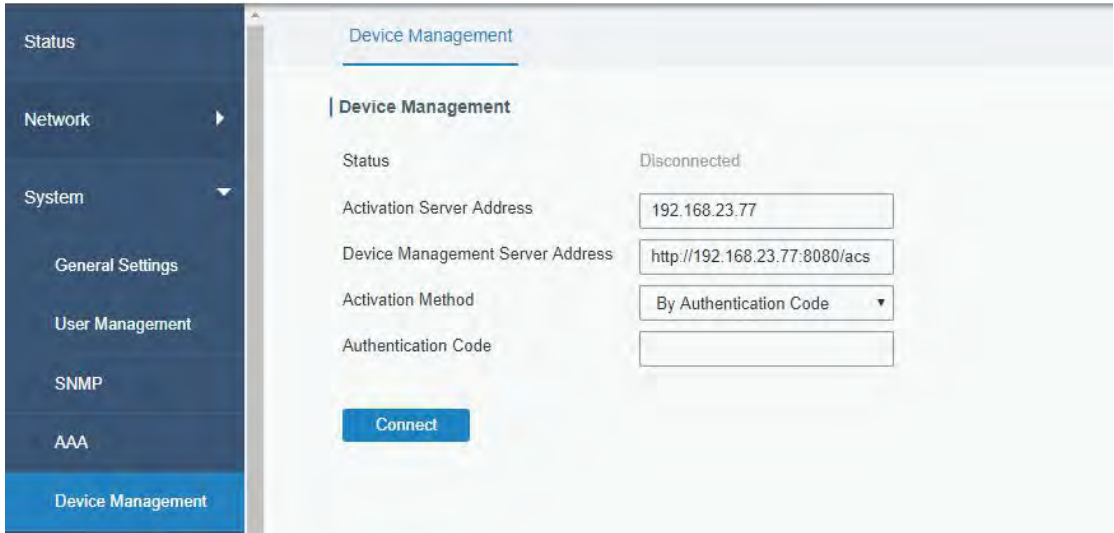 Status
Network
System
General Settings
User Management
SNMP
AAA
Device Management
Device Management
Device Management
Status Disconnected
Activation Server Address 192.168.23.77
Device Management Server Address http://192.168.23.77:8080/acs
Activation Method By Authentication Code
Authentication Code
Connect